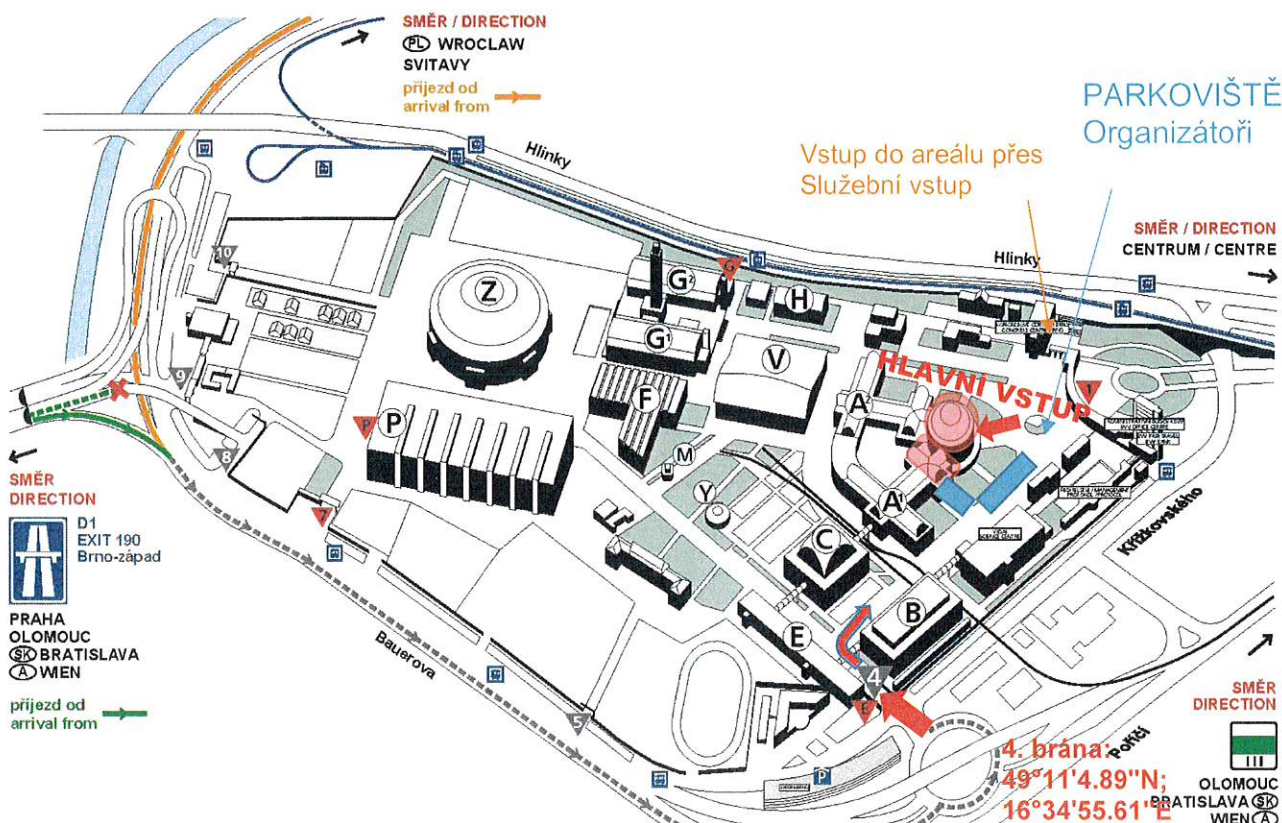 SMĚR / DIRECTION
PL WROCLAW
SVITAVY
příjezd od
arrival from
PARKOVIŠTĚ
Organizátoři
Vstup do areálu přes
Služební vstup
SMĚR / DIRECTION
CENTRUM / CENTRE
Hlinky
Hlinky
10
Z
G²
G
H
G¹
V
F
A
HLAVNÍ VSTUP
1
9
P
P
8
M
Y
A¹
7
C
B
E
4
E
5
P
Křížkovského
Bauerova
Poříčí
SMĚR
DIRECTION
D1
EXIT 190
Brno-západ
PRAHA
OLOMOUC
SK BRATISLAVA
A WIEN
příjezd od
arrival from
4. brána:
49°11'4.89"N;
16°34'55.61"E
SMĚR
DIRECTION
OLOMOUC
BRATISLAVA SK
WIEN A